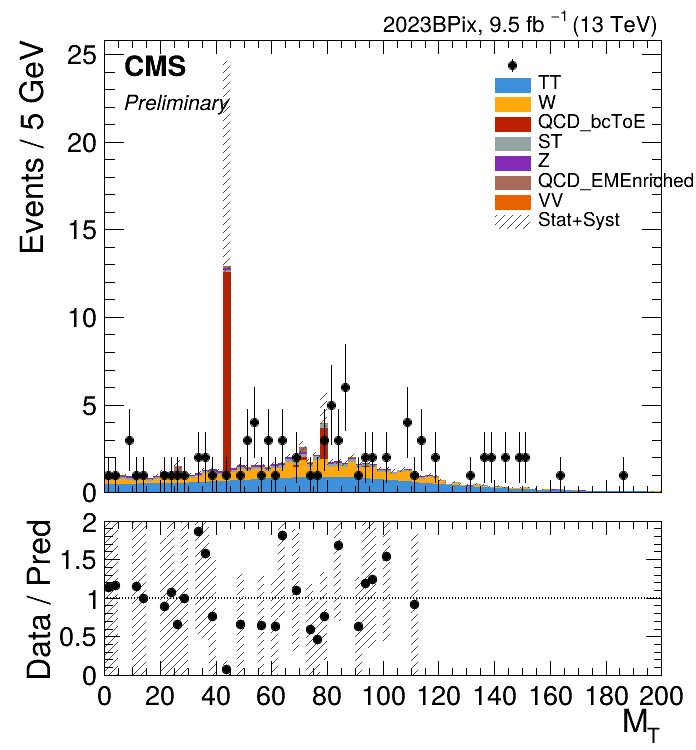 2023BPix, 9.5 fb⁻¹ (13 TeV)
CMS
Preliminary
TT
W
QCD_bcToE
ST
Z
QCD_EMEnriched
VV
Stat+Syst
Events / 5 GeV
25
20
15
10
5
0
Data / Pred
2
1.5
1
0.5
0
0 20 40 60 80 100 120 140 160 180 200
M_T